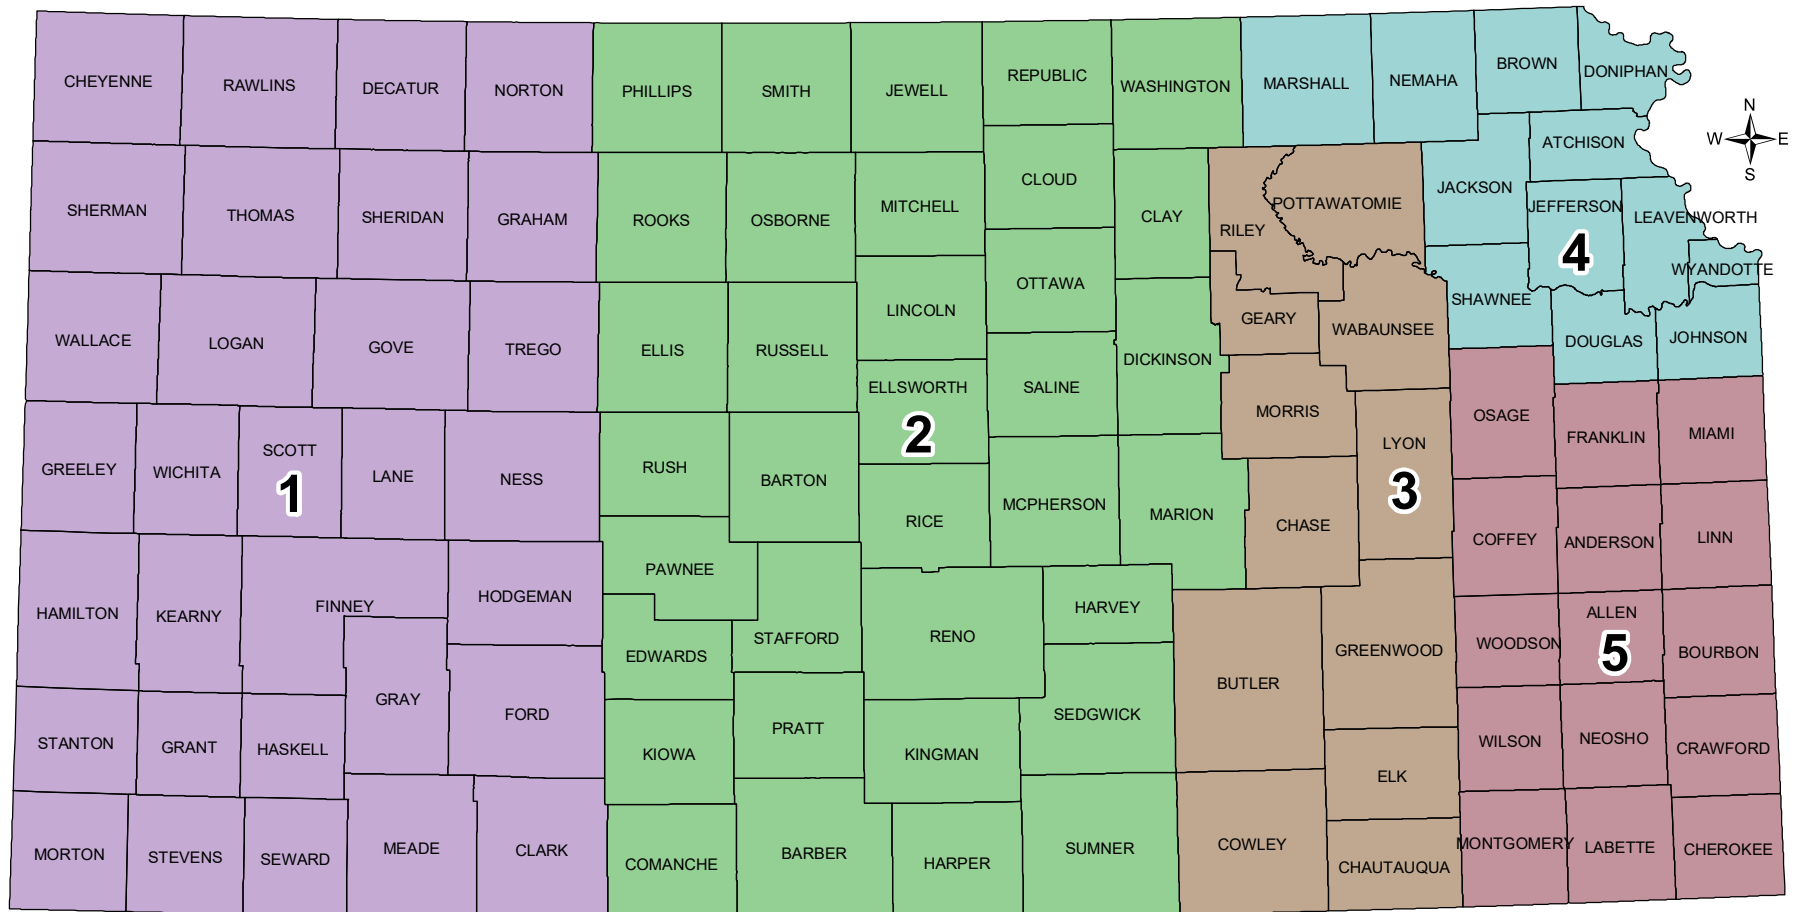 CHEYENNE
RAWLINS
DECATUR
NORTON
PHILLIPS
SMITH
JEWELL
REPUBLIC
WASHINGTON
MARSHALL
NEMAHA
BROWN
DONIPHAN
N
W
E
S
SHERMAN
THOMAS
SHERIDAN
GRAHAM
ROOKS
OSBORNE
MITCHELL
CLOUD
CLAY
RILEY
POTTAWATOMIE
JACKSON
ATCHISON
JEFFERSON
4
LEAVENWORTH
WYANDOTTE
WALLACE
LOGAN
GOVE
TREGO
ELLIS
RUSSELL
LINCOLN
OTTAWA
DICKINSON
GEARY
WABAUNSEE
SHAWNEE
DOUGLAS
JOHNSON
ELLSWORTH
2
SALINE
MORRIS
LYON
3
OSAGE
FRANKLIN
MIAMI
GREELEY
WICHITA
SCOTT
1
LANE
NESS
RUSH
BARTON
RICE
MCPHERSON
MARION
CHASE
COFFEY
ANDERSON
LINN
HAMILTON
KEARNY
FINNEY
HODGEMAN
PAWNEE
EDWARDS
STAFFORD
RENO
HARVEY
SEDGWICK
BUTLER
GREENWOOD
WOODSON
ALLEN
5
BOURBON
STANTON
GRANT
HASKELL
GRAY
FORD
KIOWA
PRATT
KINGMAN
ELK
WILSON
NEOSHO
CRAWFORD
MORTON
STEVENS
SEWARD
MEADE
CLARK
COMANCHE
BARBER
HARPER
SUMNER
COWLEY
CHAUTAUQUA
MONTGOMERY
LABETTE
CHEROKEE